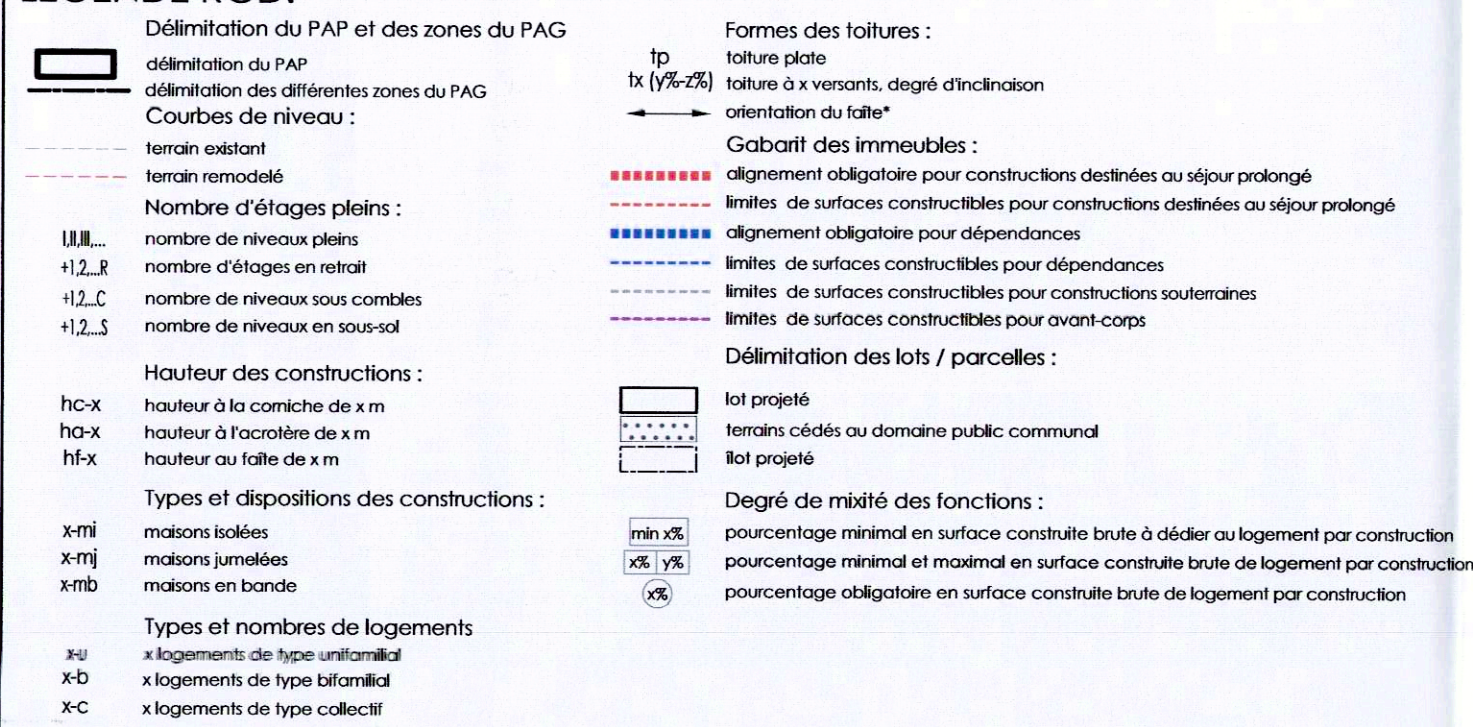 Délimitation du PAP et des zones du PAG
délimitation du PAP
délimitation des différentes zones du PAG
Courbes de niveau :
terrain existant
terrain remodelé
Nombre d'étages pleins :
I,II,III,... nombre de niveaux pleins
+1,2,...R nombre d'étages en retrait
+1,2,...C nombre de niveaux sous combles
+1,2,...S nombre de niveaux en sous-sol
Hauteur des constructions :
hc-x hauteur à la corniche de x m
ha-x hauteur à l'acrotère de x m
hf-x hauteur au faîte de x m
Types et dispositions des constructions :
x-mi maisons isolées
x-mj maisons jumelées
x-mb maisons en bande
Types et nombres de logements
x-u x logements de type unifamilial
x-b x logements de type bifamilial
x-c x logements de type collectif
Formes des toitures :
tp toiture plate
tx (y%-z%) toiture à x versants, degré d'inclinaison
orientation du faîte*
Gabarit des immeubles :
alignement obligatoire pour constructions destinées au séjour prolongé
limites de surfaces constructibles pour constructions destinées au séjour prolongé
alignement obligatoire pour dépendances
limites de surfaces constructibles pour dépendances
limites de surfaces constructibles pour constructions souterraines
limites de surfaces constructibles pour avant-corps
Délimitation des lots / parcelles :
lot projeté
terrains cédés au domaine public communal
îlot projeté
Degré de mixité des fonctions :
min x% pourcentage minimal en surface construite brute à dédier au logement par construction
x% y% pourcentage minimal et maximal en surface construite brute de logement par construction
x% pourcentage obligatoire en surface construite brute de logement par construction